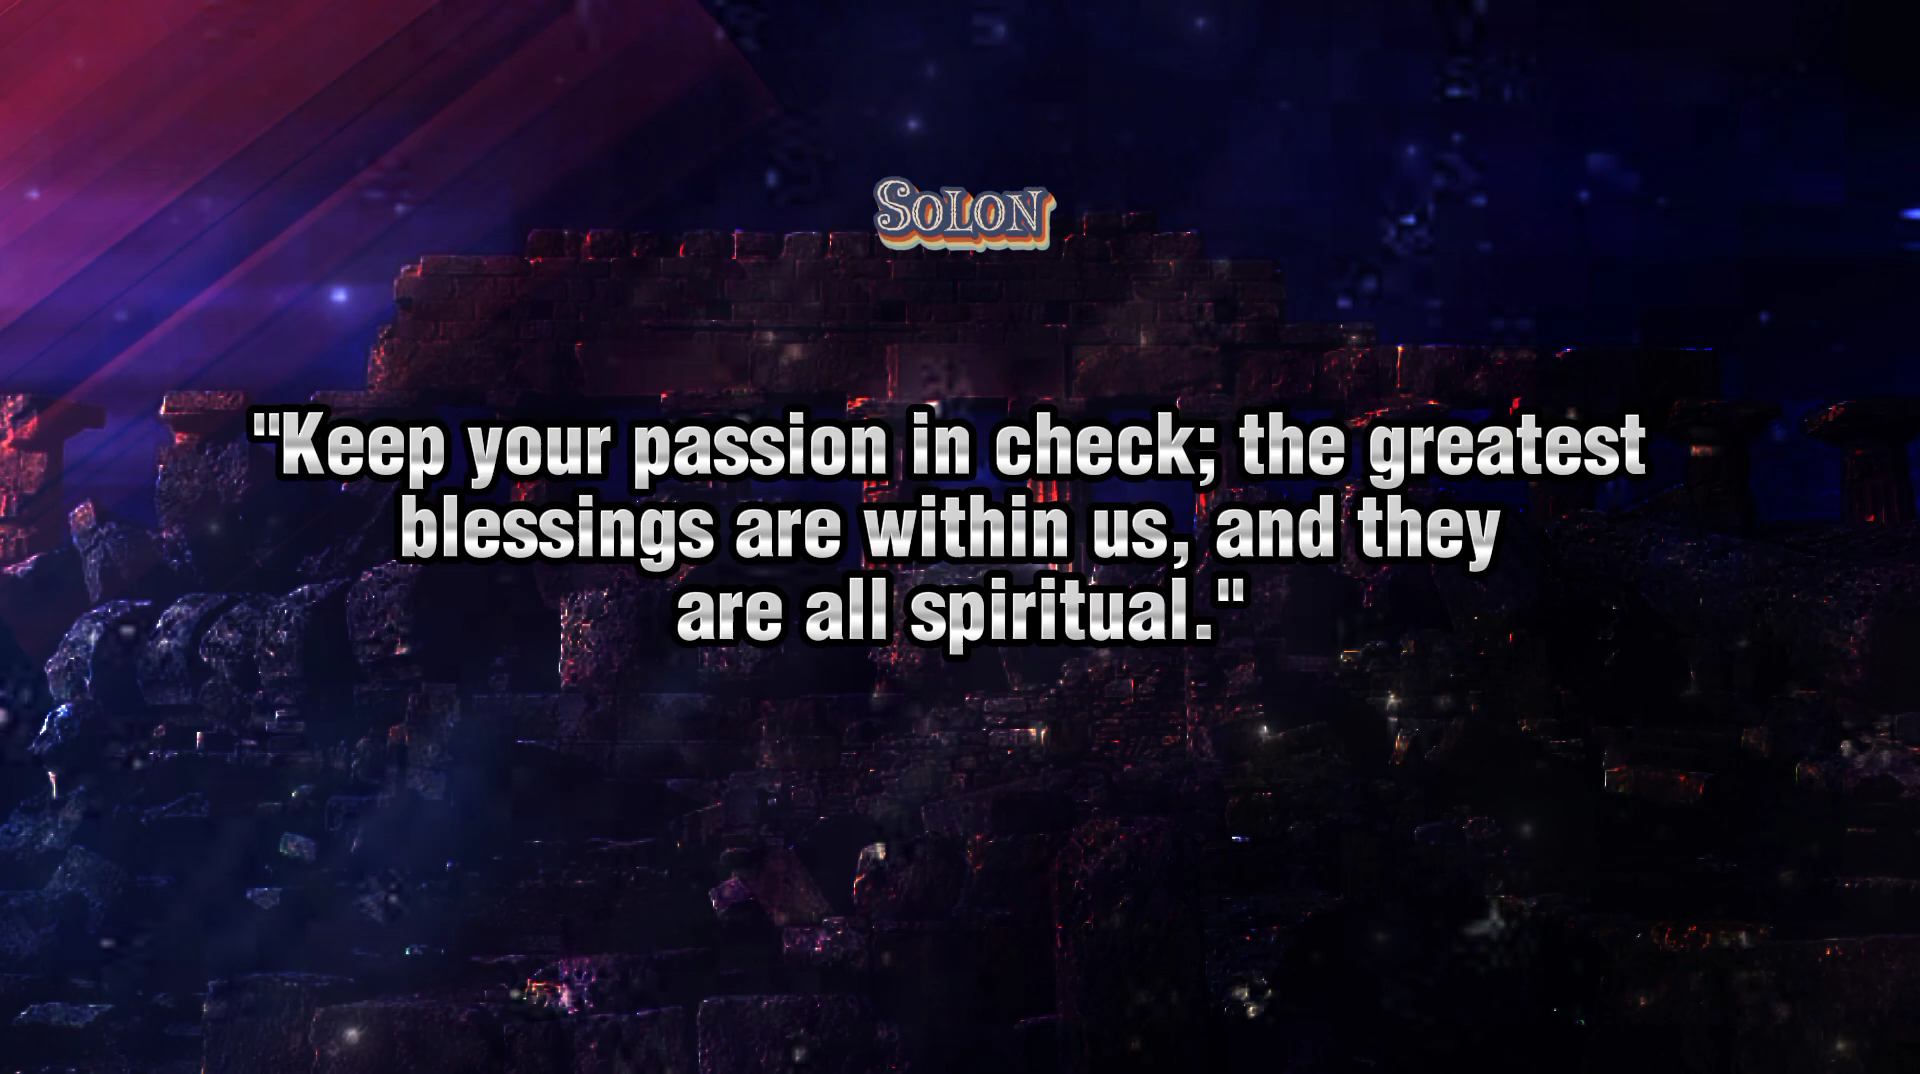 SOLON
"Keep your passion in check; the greatest
blessings are within us, and they
are all spiritual."